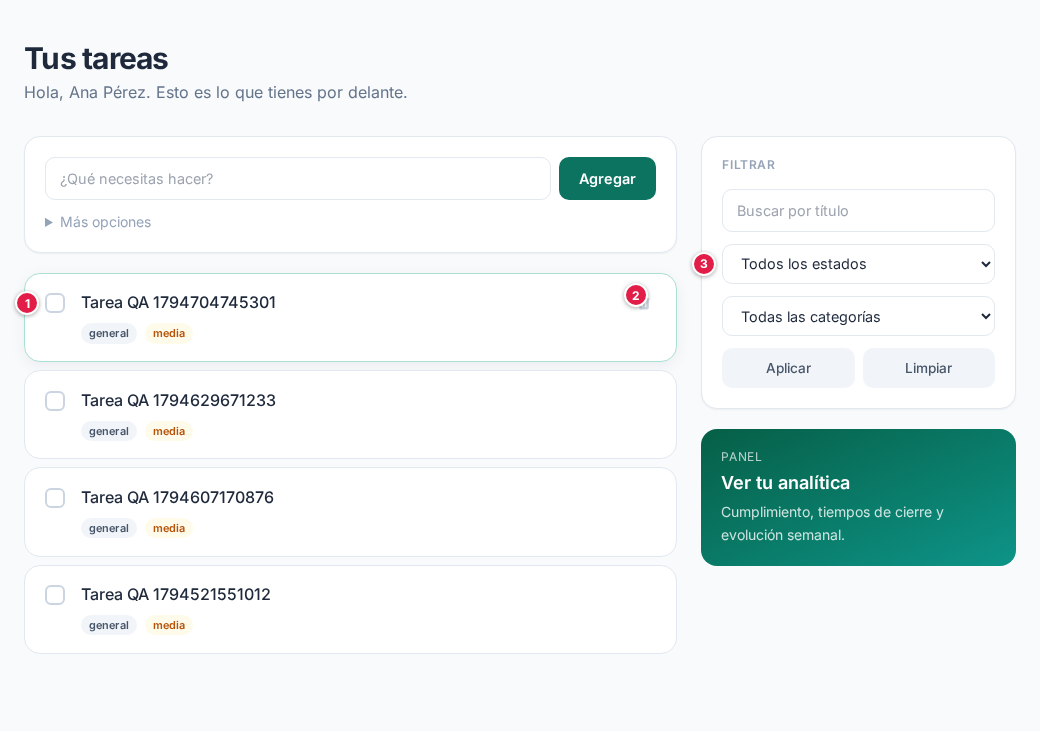 Tus tareas
Hola, Ana Pérez. Esto es lo que tienes por delante.
¿Qué necesitas hacer?
Agregar
Más opciones
1
Tarea QA 1794704745301
2
general
media
Tarea QA 1794629671233
general
media
Tarea QA 1794607170876
general
media
Tarea QA 1794521551012
general
media
FILTRAR
Buscar por título
3
Todos los estados
Todas las categorías
Aplicar
Limpiar
PANEL
Ver tu analítica
Cumplimiento, tiempos de cierre y
evolución semanal.